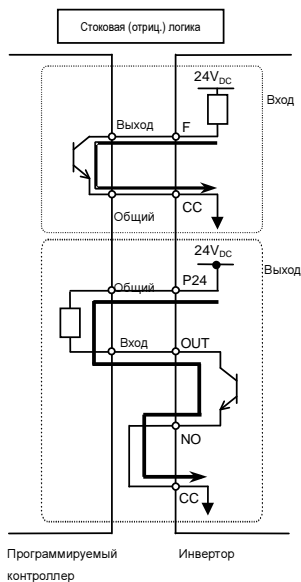 Стоковая (отриц.) логика
24VDC
Вход
Выход
F
Общий
CC
24VDC
Выход
Общий
P24
Вход
OUT
NO
CC
Программируемый
контроллер
Инвертор